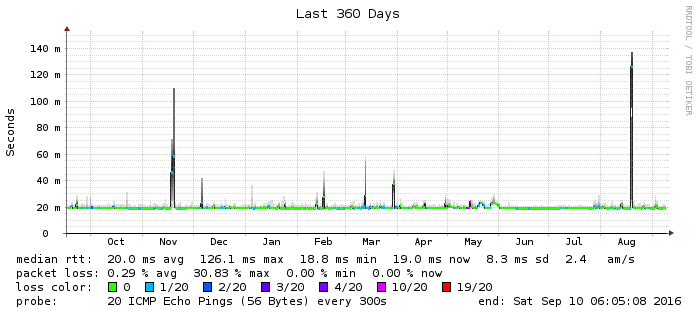 Last 360 Days
RRDTOOL / TOBI OETIKER
Seconds
140 m
120 m
100 m
80 m
60 m
40 m
20 m
0
Oct Nov Dec Jan Feb Mar Apr May Jun Jul Aug
median rtt: 20.0 ms avg 126.1 ms max 18.8 ms min 19.0 ms now 8.3 ms sd 2.4 am/s
packet loss: 0.29 % avg 30.83 % max 0.00 % min 0.00 % now
loss color: 0 1/20 2/20 3/20 4/20 10/20 19/20
probe: 20 ICMP Echo Pings (56 Bytes) every 300s end: Sat Sep 10 06:05:08 2016